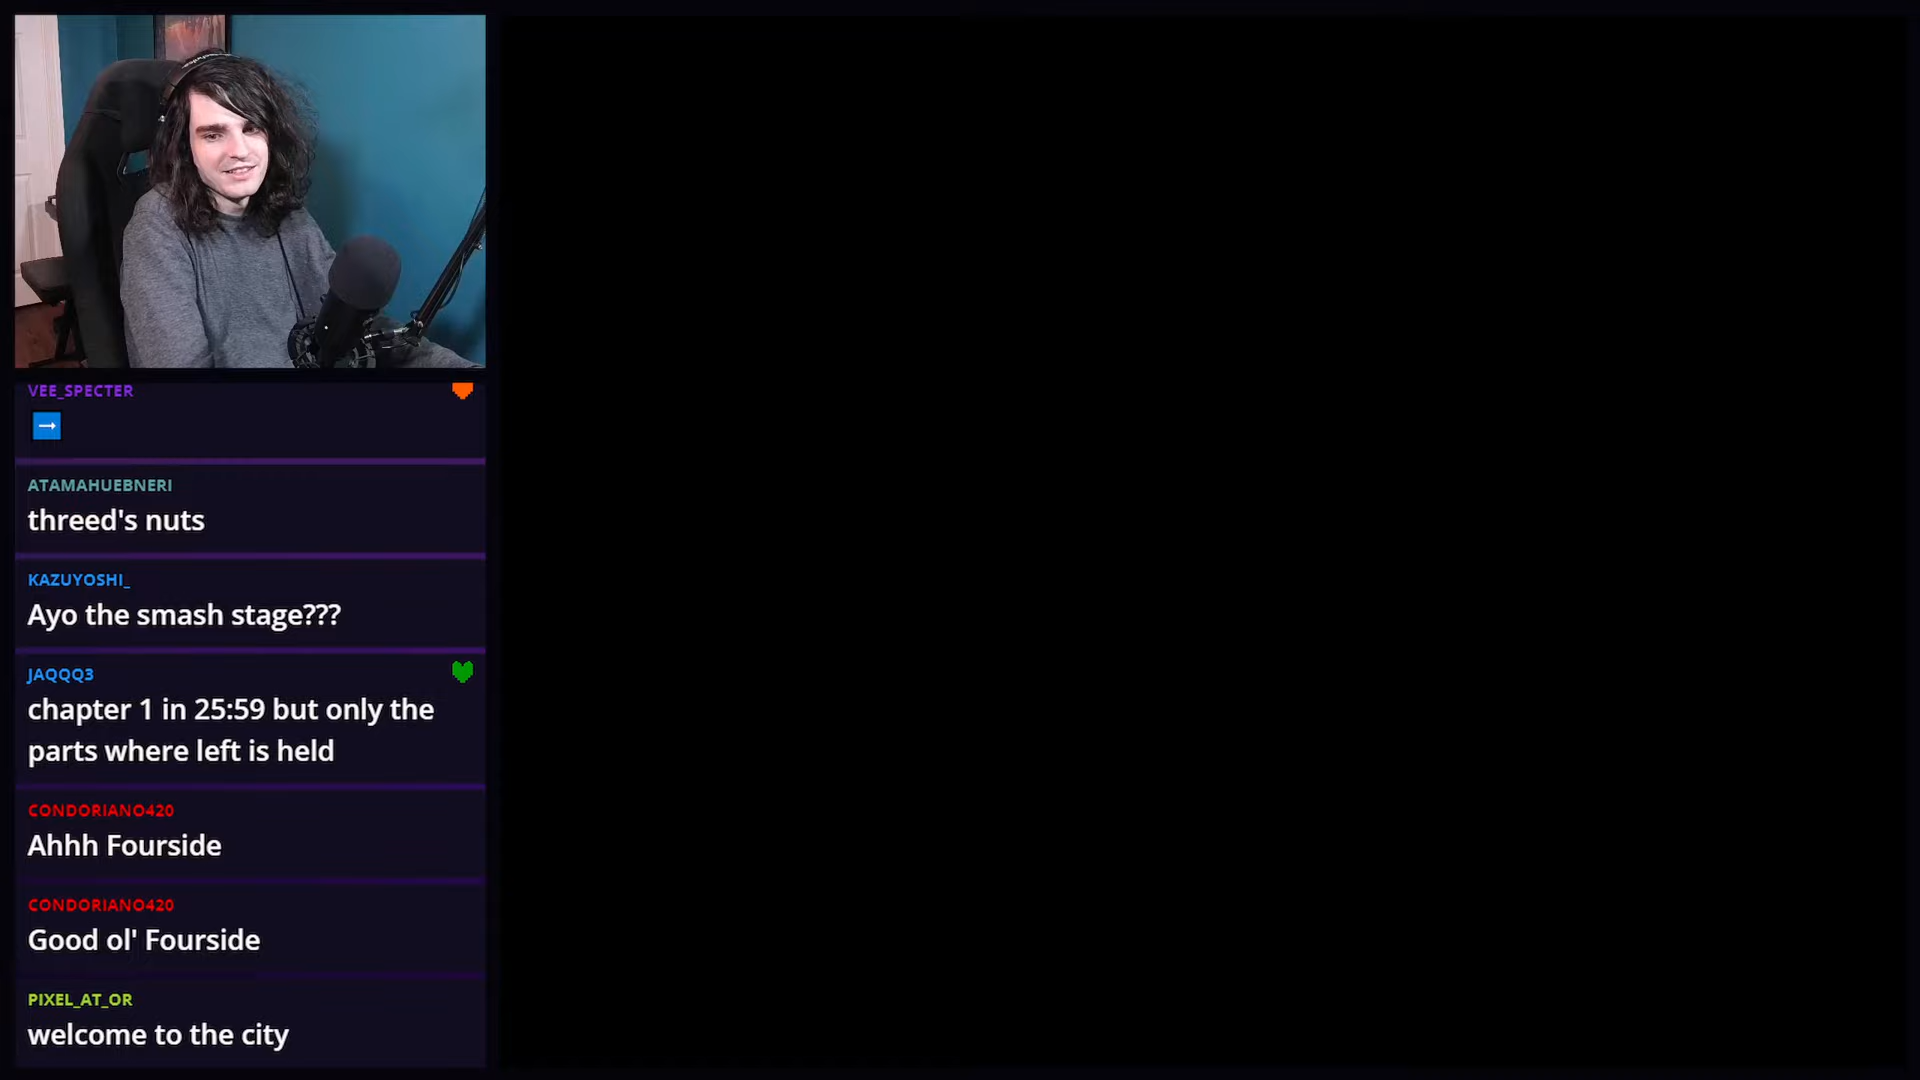 VEE_SPECTER
ATAMAHUEBNERI
threed's nuts
KAZUYOSHI_
Ayo the smash stage???
JAQQQ3
chapter 1 in 25:59 but only the
parts where left is held
CONDORIANO420
Ahhh Fourside
CONDORIANO420
Good ol' Fourside
PIXEL_AT_OR
welcome to the city